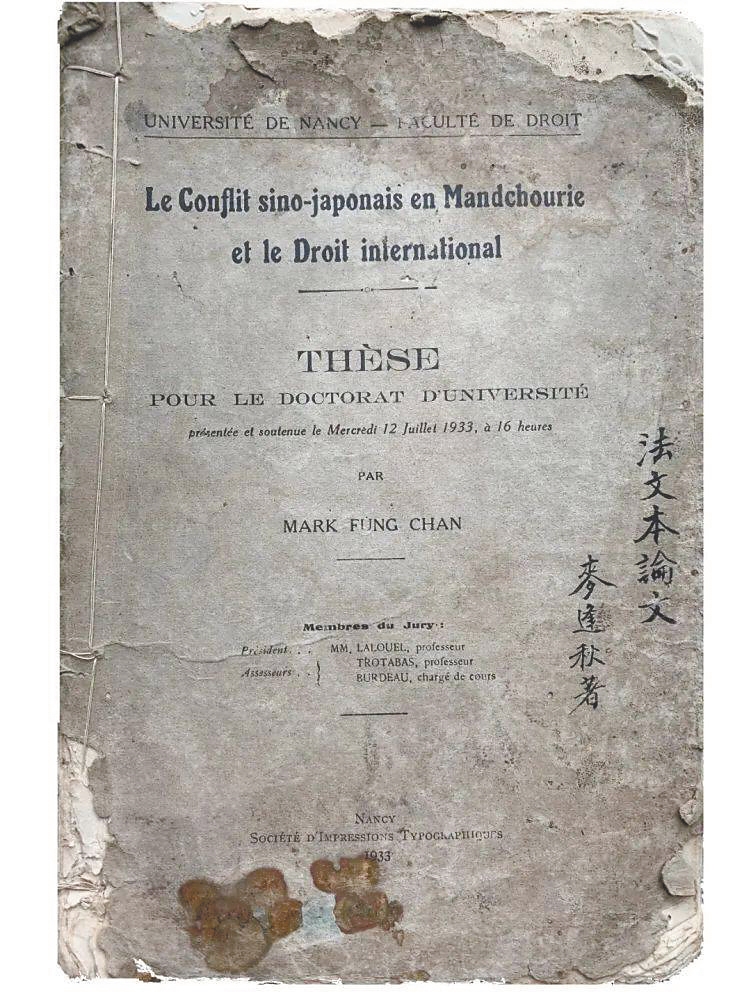 UNIVERSITÉ DE NANCY — FACULTÉ DE DROIT
Le Conflit sino-japonais en Mandchourie
et le Droit international
THÈSE
POUR LE DOCTORAT D'UNIVERSITÉ
présentée et soutenue le Mercredi 12 Juillet 1933, à 16 heures
PAR
MARK FUNG CHAN
Membres du Jury :
Président . . . MM. LALOUEL, professeur
Assesseurs . . { TROTABAS, professeur
BURDEAU, chargé de cours
法文本論文
麥逢秋著
NANCY
SOCIÉTÉ D'IMPRESSIONS TYPOGRAPHIQUES
1933